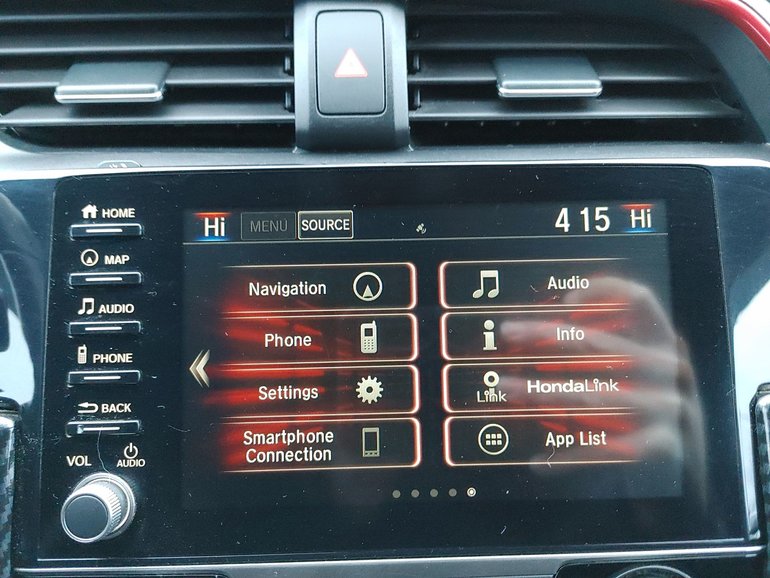 HOME
MAP
AUDIO
PHONE
BACK
VOL
AUDIO
Hi MENU SOURCE 4 15 Hi
Navigation
Audio
Phone
Info
Settings
Link HondaLink
Smartphone
Connection
App List